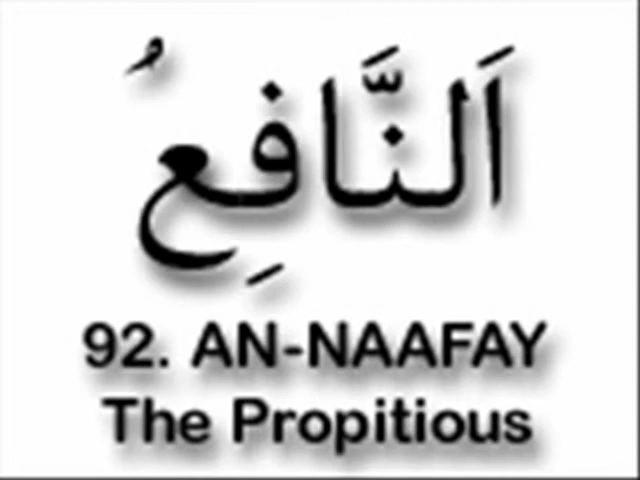 اَلنَّافِعُ
92. AN-NAAFAY
The Propitious